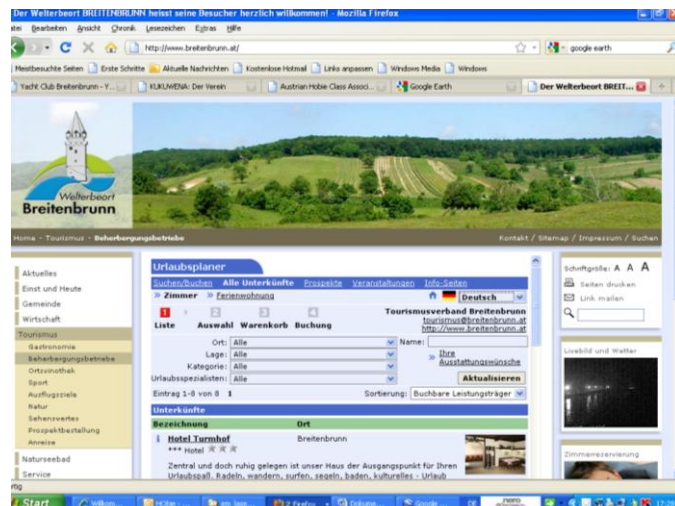 Der Welterbeort BREITENBRUNN heisst seine Besucher herzlich willkommen! - Mozilla Firefox
Bearbeiten Ansicht Chronik Lesezeichen Extras Hilfe
http://www.breitenbrunn.at/
google earth
Meistbesuchte Seiten Erste Schritte Aktuelle Nachrichten Kostenlose Hotmail Links anpassen Windows Media Windows
Yacht Club Breitenbrunn - Y... KUKUWENA: Der Verein Austrian Hobie Class Associ... Google Earth Der Welterbeort BREIT...
Welterbeort
Breitenbrunn
Home - Tourismus - Beherbergungsbetriebe
Kontakt / Sitemap / Impressum / Suchen
Aktuelles
Einst und Heute
Gemeinde
Wirtschaft
Tourismus
Gastronomie
Beherbergungsbetriebe
Ortsvinothek
Sport
Ausflugsziele
Natur
Sehenswertes
Prospektbestellung
Anreise
Naturseebad
Service
Urlaubsplaner
Suchen/Buchen Alle Unterkünfte Prospekte Veranstaltungen Info-Seiten
» Zimmer » Ferienwohnung
Deutsch
1 2 3 4
Liste Auswahl Warenkorb Buchung
Tourismusverband Breitenbrunn
tourismus@breitenbrunn.at
http://www.breitenbrunn.at
Ort: Alle
Name:
Lage: Alle
» Ihre Ausstattungswünsche
Kategorie: Alle
Urlaubsspezialisten: Alle
Aktualisieren
Eintrag 1-8 von 8 1
Sortierung: Buchbare Leistungsträger
Unterkünfte
Bezeichnung Ort
i Hotel Turmhof Breitenbrunn
*** Hotel
Zentral und doch ruhig gelegen ist unser Haus der Ausgangspunkt für Ihren
Urlaubspaß. Radeln, wandern, surfen, segeln, baden, kulturelles - Urlaub
Schriftgröße: A A A
Seiten drucken
Link mailen
Livebild und Wetter
Zimmerreservierung
Start
2 Firefox
DE
nero